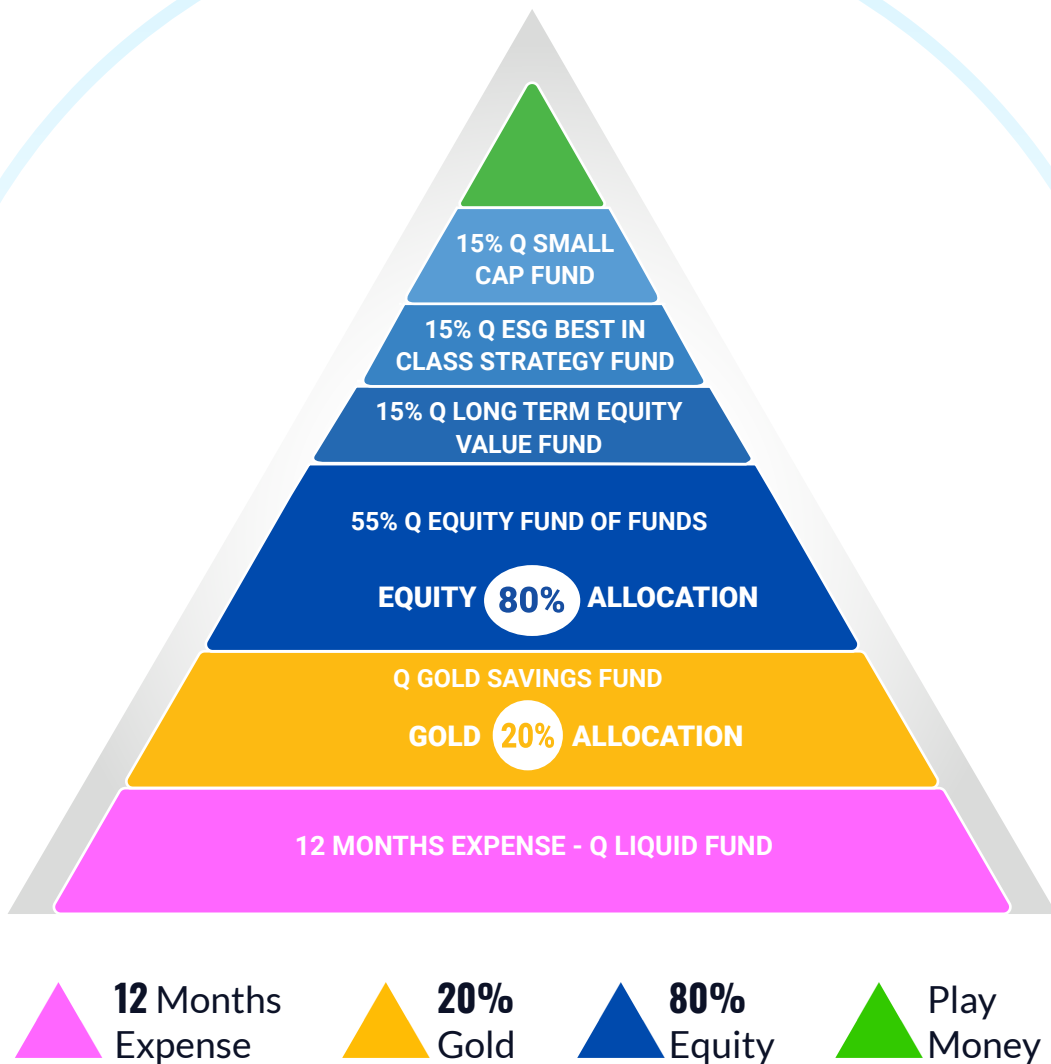 15% Q SMALL
CAP FUND
15% Q ESG BEST IN
CLASS STRATEGY FUND
15% Q LONG TERM EQUITY
VALUE FUND
55% Q EQUITY FUND OF FUNDS
EQUITY 80% ALLOCATION
Q GOLD SAVINGS FUND
GOLD 20% ALLOCATION
12 MONTHS EXPENSE - Q LIQUID FUND
12 Months
Expense
20%
Gold
80%
Equity
Play
Money